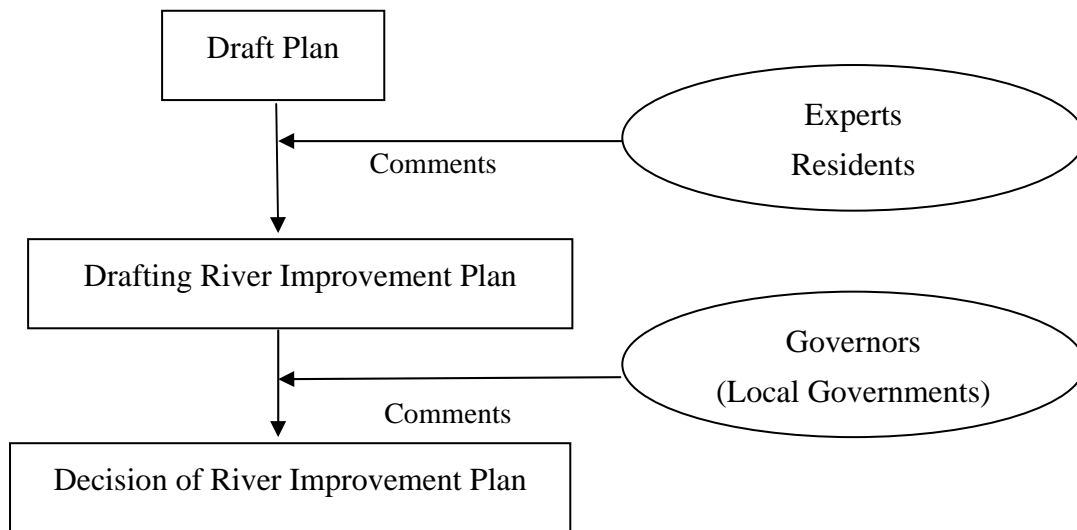 Draft Plan
Experts
Residents
Comments
Drafting River Improvement Plan
Governors
(Local Governments)
Comments
Decision of River Improvement Plan